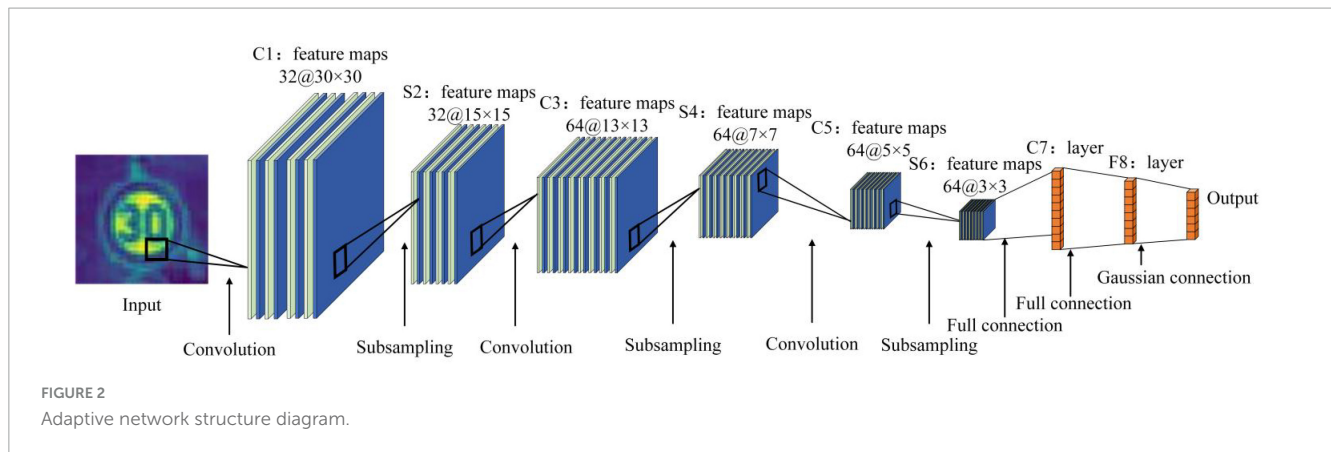 C1：feature maps
32@30×30
S2：feature maps
32@15×15
C3：feature maps
64@13×13
S4：feature maps
64@7×7
C5：feature maps
64@5×5
S6：feature maps
64@3×3
C7：layer
F8：layer
Output
30
Input
Convolution
Subsampling
Convolution
Subsampling
Convolution
Subsampling
Full connection
Full connection
Gaussian connection
FIGURE 2
Adaptive network structure diagram.